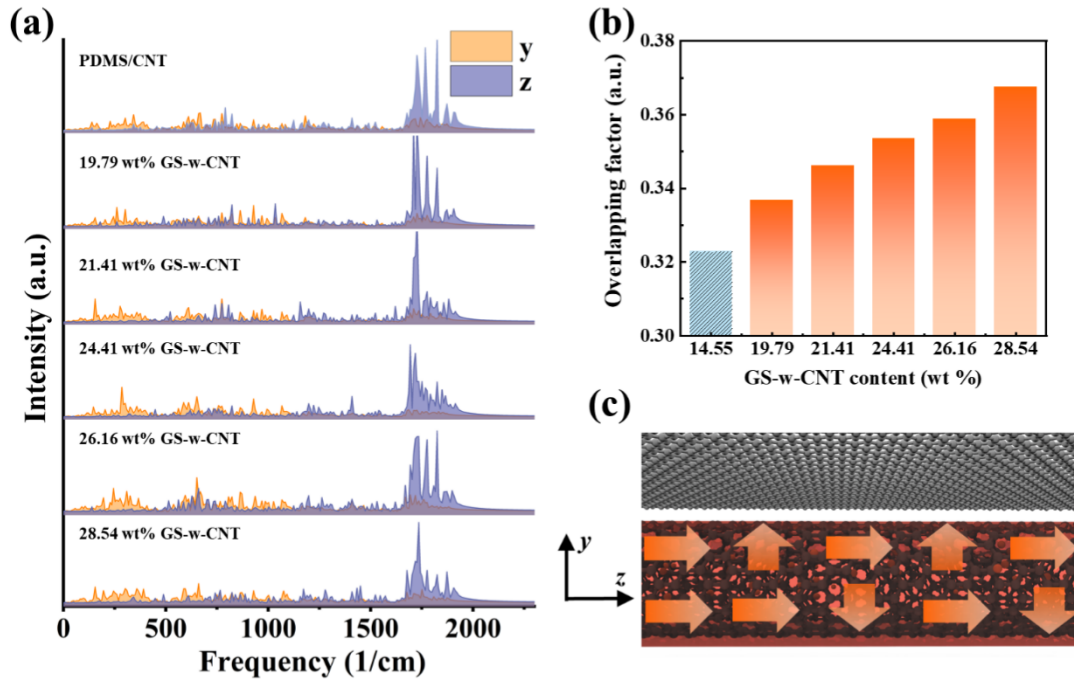 (a)
PDMS/CNT
y
z
19.79 wt% GS-w-CNT
21.41 wt% GS-w-CNT
24.41 wt% GS-w-CNT
26.16 wt% GS-w-CNT
28.54 wt% GS-w-CNT
Intensity (a.u.)
0 500 1000 1500 2000
Frequency (1/cm)
(b)
Overlapping factor (a.u.)
0.38
0.36
0.34
0.32
0.30
14.55 19.79 21.41 24.41 26.16 28.54
GS-w-CNT content (wt %)
(c)
y
z